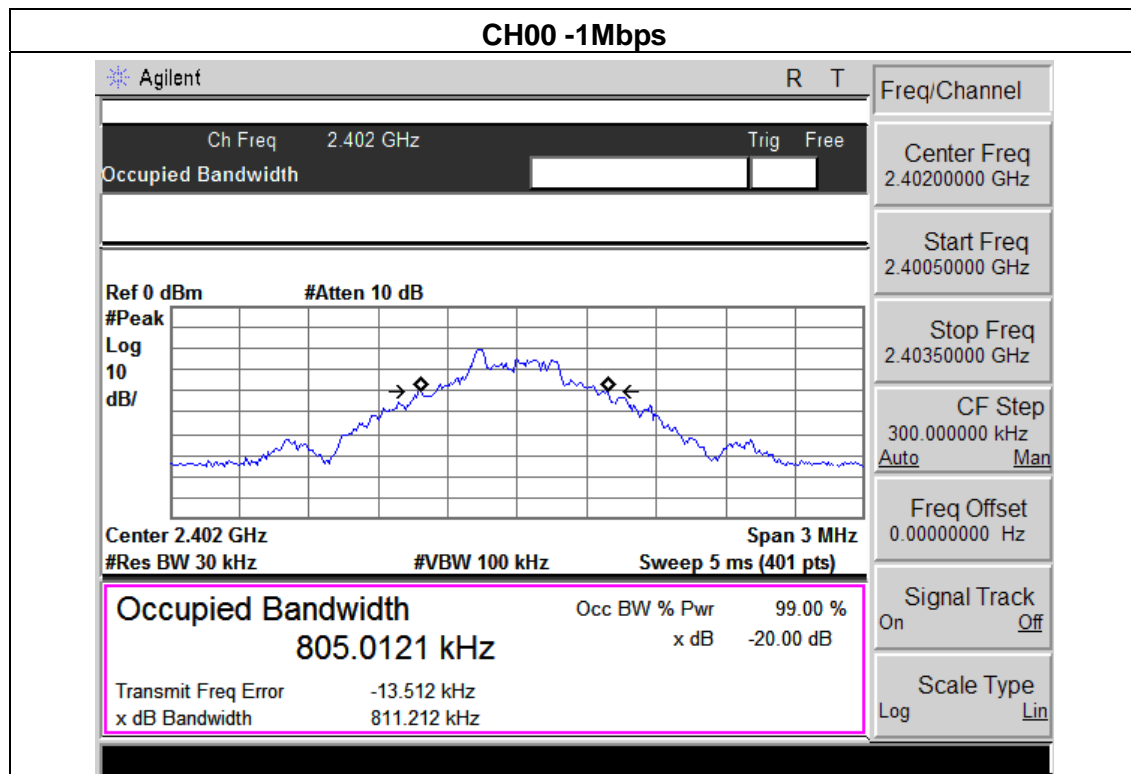 CH00 -1Mbps
Agilent R T
Ch Freq 2.402 GHz Trig Free
Occupied Bandwidth
Ref 0 dBm #Atten 10 dB
#Peak
Log
10
dB/
Center 2.402 GHz Span 3 MHz
#Res BW 30 kHz #VBW 100 kHz Sweep 5 ms (401 pts)
Occupied Bandwidth Occ BW % Pwr 99.00 %
805.0121 kHz x dB -20.00 dB
Transmit Freq Error -13.512 kHz
x dB Bandwidth 811.212 kHz
Freq/Channel
Center Freq
2.40200000 GHz
Start Freq
2.40050000 GHz
Stop Freq
2.40350000 GHz
CF Step
300.000000 kHz
Auto Man
Freq Offset
0.00000000 Hz
Signal Track
On Off
Scale Type
Log Lin